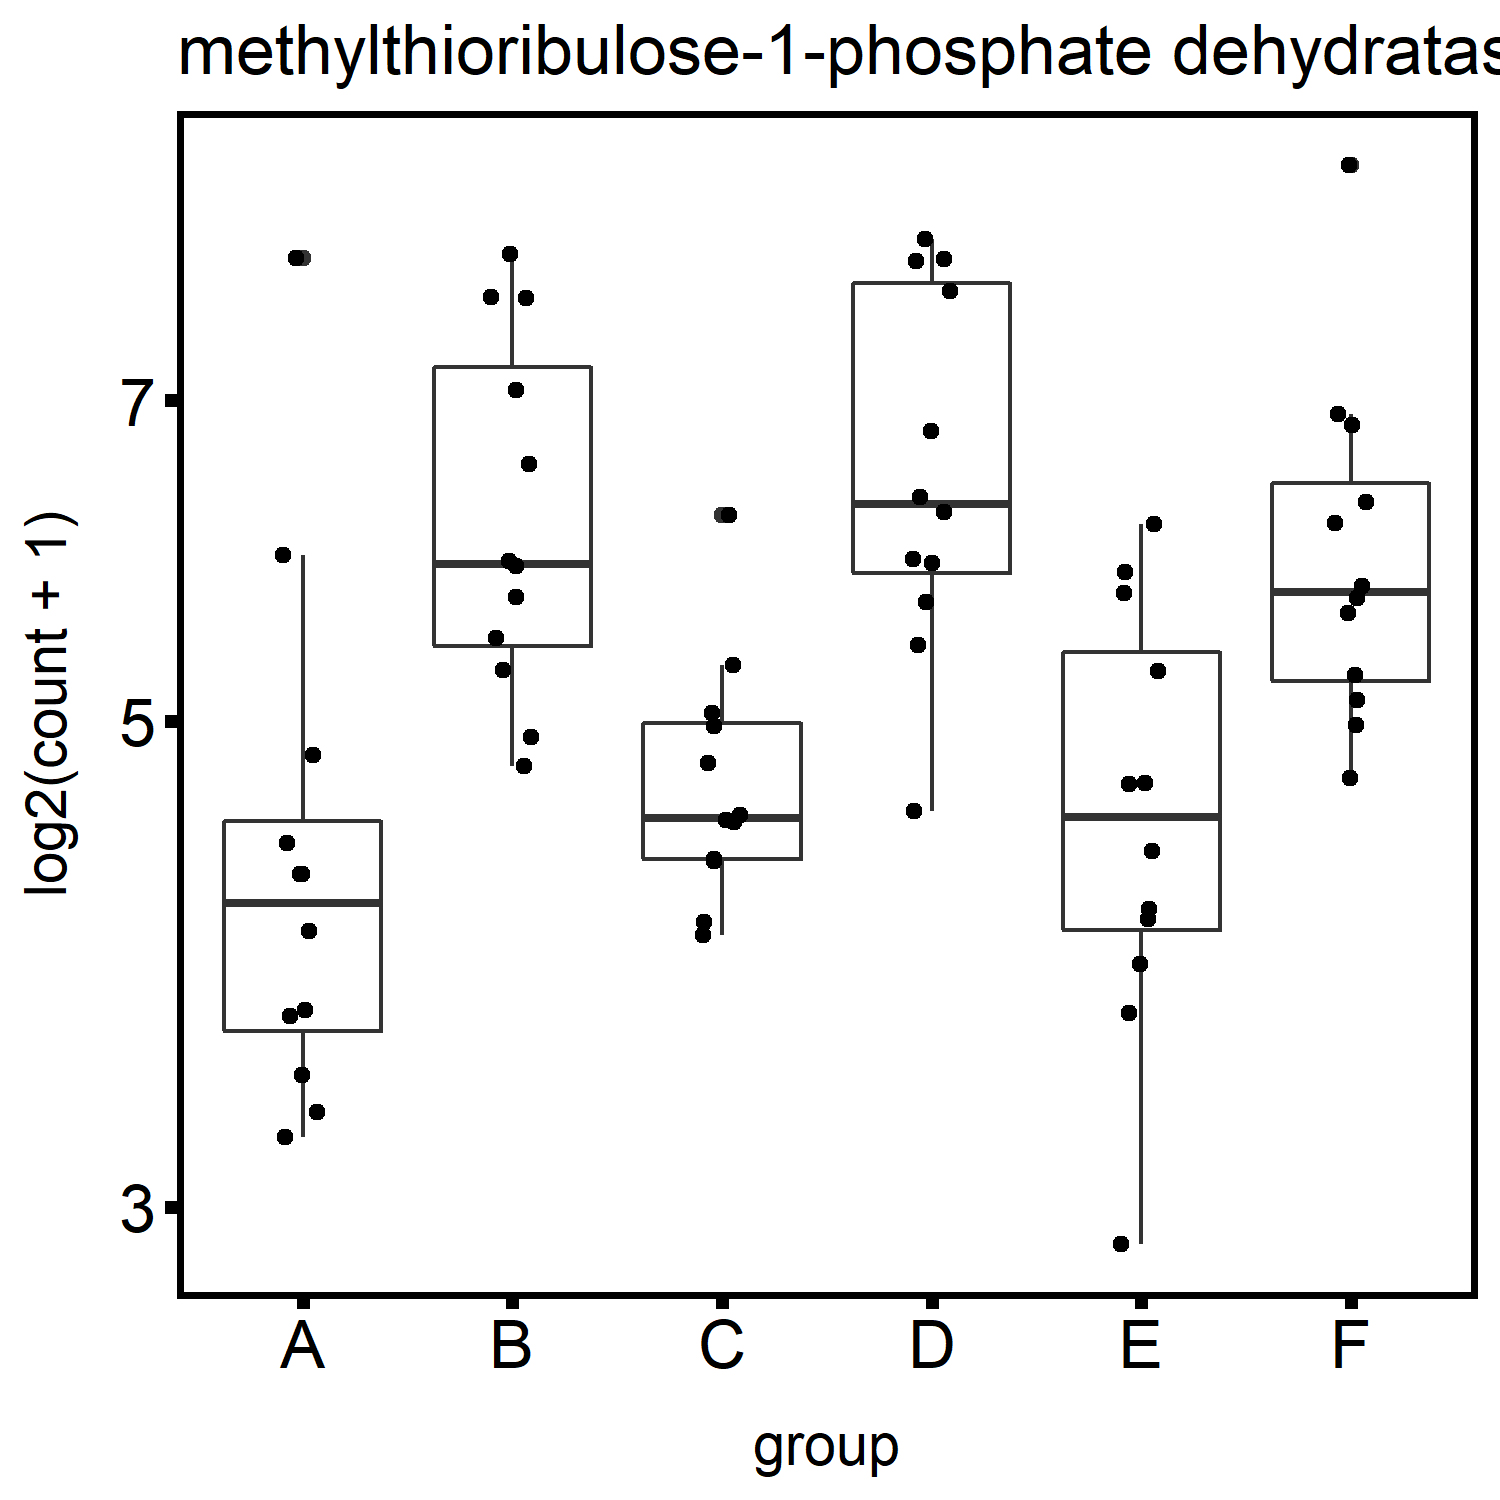 methylthioribulose-1-phosphate dehydratas
log2(count + 1)
7
5
3
A B C D E F
group